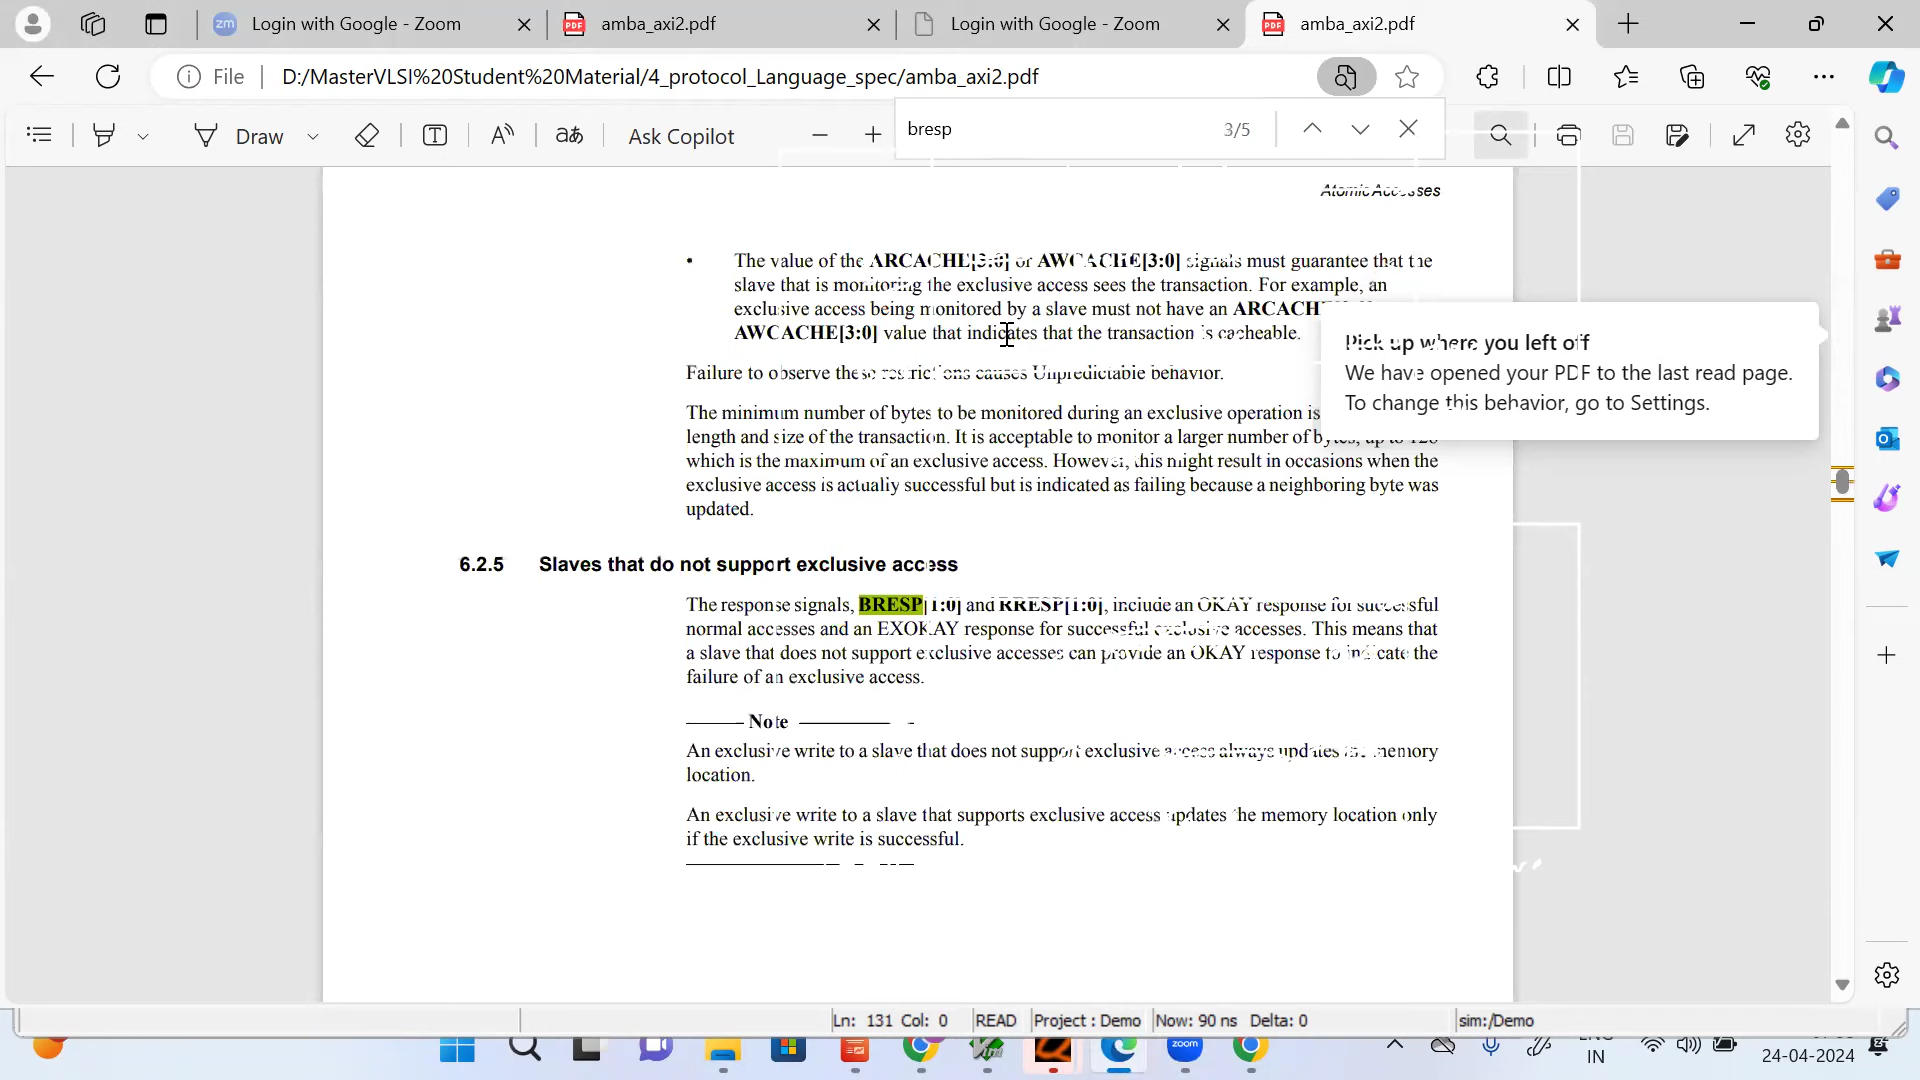 Login with Google - Zoom
amba_axi2.pdf
Login with Google - Zoom
amba_axi2.pdf
File
D:/MasterVLSI%20Student%20Material/4_protocol_Language_spec/amba_axi2.pdf
Draw
Ask Copilot
bresp
3/5
Atomic Accesses
• The value of the ARCACHE[3:0] or AWCACHE[3:0] signals must guarantee that the
slave that is monitoring the exclusive access sees the transaction. For example, an
exclusive access being monitored by a slave must not have an ARCACHE
AWCACHE[3:0] value that indicates that the transaction is cacheable.
Failure to observe these restrictions causes Unpredictable behavior.
The minimum number of bytes to be monitored during an exclusive operation is
length and size of the transaction. It is acceptable to monitor a larger number of bytes, up to 128
which is the maximum of an exclusive access. However, this might result in occasions when the
exclusive access is actually successful but is indicated as failing because a neighboring byte was
updated.
Pick up where you left off
We have opened your PDF to the last read page.
To change this behavior, go to Settings.
6.2.5 Slaves that do not support exclusive access
The response signals, BRESP[1:0] and RRESP[1:0], include an OKAY response for successful
normal accesses and an EXOKAY response for successful exclusive accesses. This means that
a slave that does not support exclusive accesses can provide an OKAY response to indicate the
failure of an exclusive access.
Note
An exclusive write to a slave that does not support exclusive access always updates the memory
location.
An exclusive write to a slave that supports exclusive access updates the memory location only
if the exclusive write is successful.
Ln: 131 Col: 0
READ
Project : Demo
Now: 90 ns Delta: 0
sim:/Demo
IN
24-04-2024